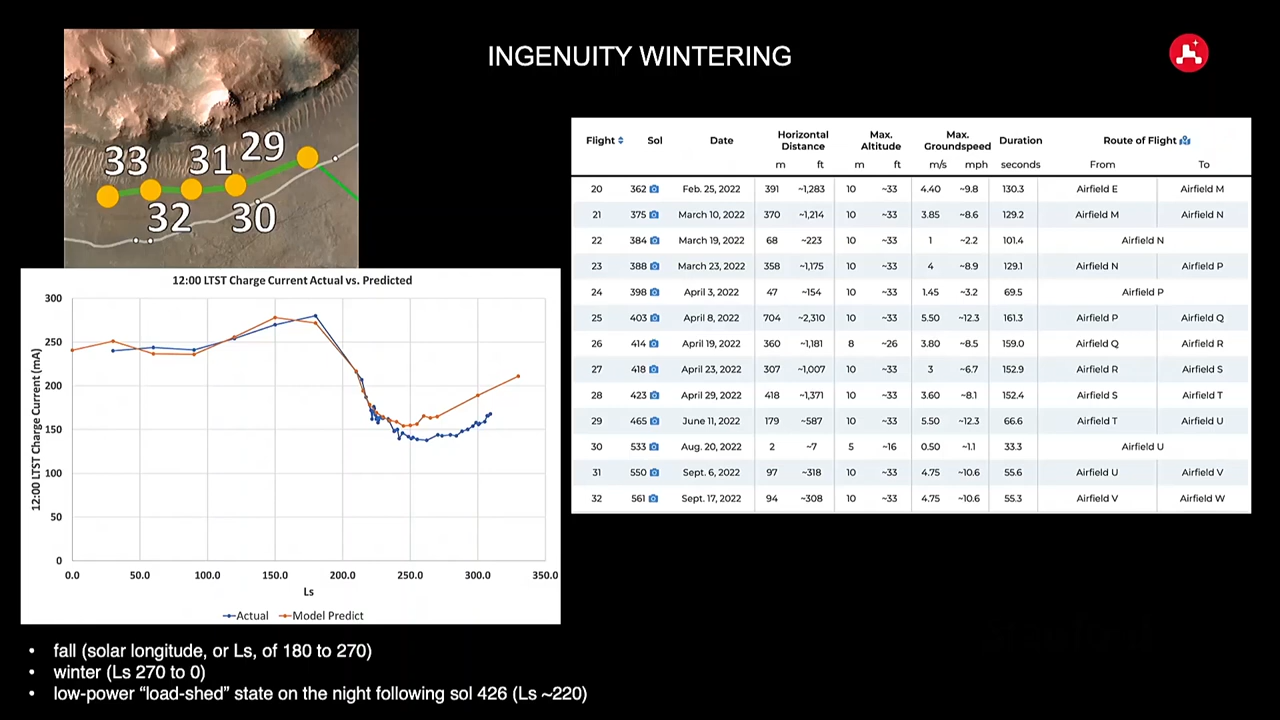 INGENUITY WINTERING
33 31 29
32 30
Flight Sol Date Horizontal Distance Max. Altitude Max. Groundspeed Duration Route of Flight
m ft m ft m/s mph seconds From To
20 362 Feb. 25, 2022 391 ~1,283 10 ~33 4.40 ~9.8 130.3 Airfield E Airfield M
21 375 March 10, 2022 370 ~1,214 10 ~33 3.85 ~8.6 129.2 Airfield M Airfield N
22 384 March 19, 2022 68 ~223 10 ~33 1 ~2.2 101.4 Airfield N
23 388 March 23, 2022 358 ~1,175 10 ~33 4 ~8.9 129.1 Airfield N Airfield P
24 398 April 3, 2022 47 ~154 10 ~33 1.45 ~3.2 69.5 Airfield P
25 403 April 8, 2022 704 ~2,310 10 ~33 5.50 ~12.3 161.3 Airfield P Airfield Q
26 414 April 19, 2022 360 ~1,181 8 ~26 3.80 ~8.5 159.0 Airfield Q Airfield R
27 418 April 23, 2022 307 ~1,007 10 ~33 3 ~6.7 152.9 Airfield R Airfield S
28 423 April 29, 2022 418 ~1,371 10 ~33 3.60 ~8.1 152.4 Airfield S Airfield T
29 465 June 11, 2022 179 ~587 10 ~33 5.50 ~12.3 66.6 Airfield T Airfield U
30 533 Aug. 20, 2022 2 ~7 5 ~16 0.50 ~1.1 33.3 Airfield U
31 550 Sept. 6, 2022 97 ~318 10 ~33 4.75 ~10.6 55.6 Airfield U Airfield V
32 561 Sept. 17, 2022 94 ~308 10 ~33 4.75 ~10.6 55.3 Airfield V Airfield W
12:00 LTST Charge Current Actual vs. Predicted
12:00 LTST Charge Current (mA)
300
250
200
150
100
50
0
0.0 50.0 100.0 150.0 200.0 250.0 300.0 350.0
Ls
Actual Model Predict
• fall (solar longitude, or Ls, of 180 to 270)
• winter (Ls 270 to 0)
• low-power “load-shed” state on the night following sol 426 (Ls ~220)